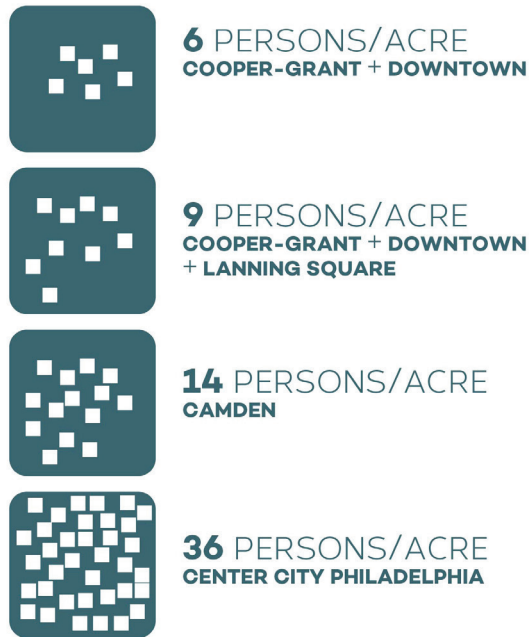 6 PERSONS/ACRE
COOPER-GRANT + DOWNTOWN
9 PERSONS/ACRE
COOPER-GRANT + DOWNTOWN
+ LANNING SQUARE
14 PERSONS/ACRE
CAMDEN
36 PERSONS/ACRE
CENTER CITY PHILADELPHIA